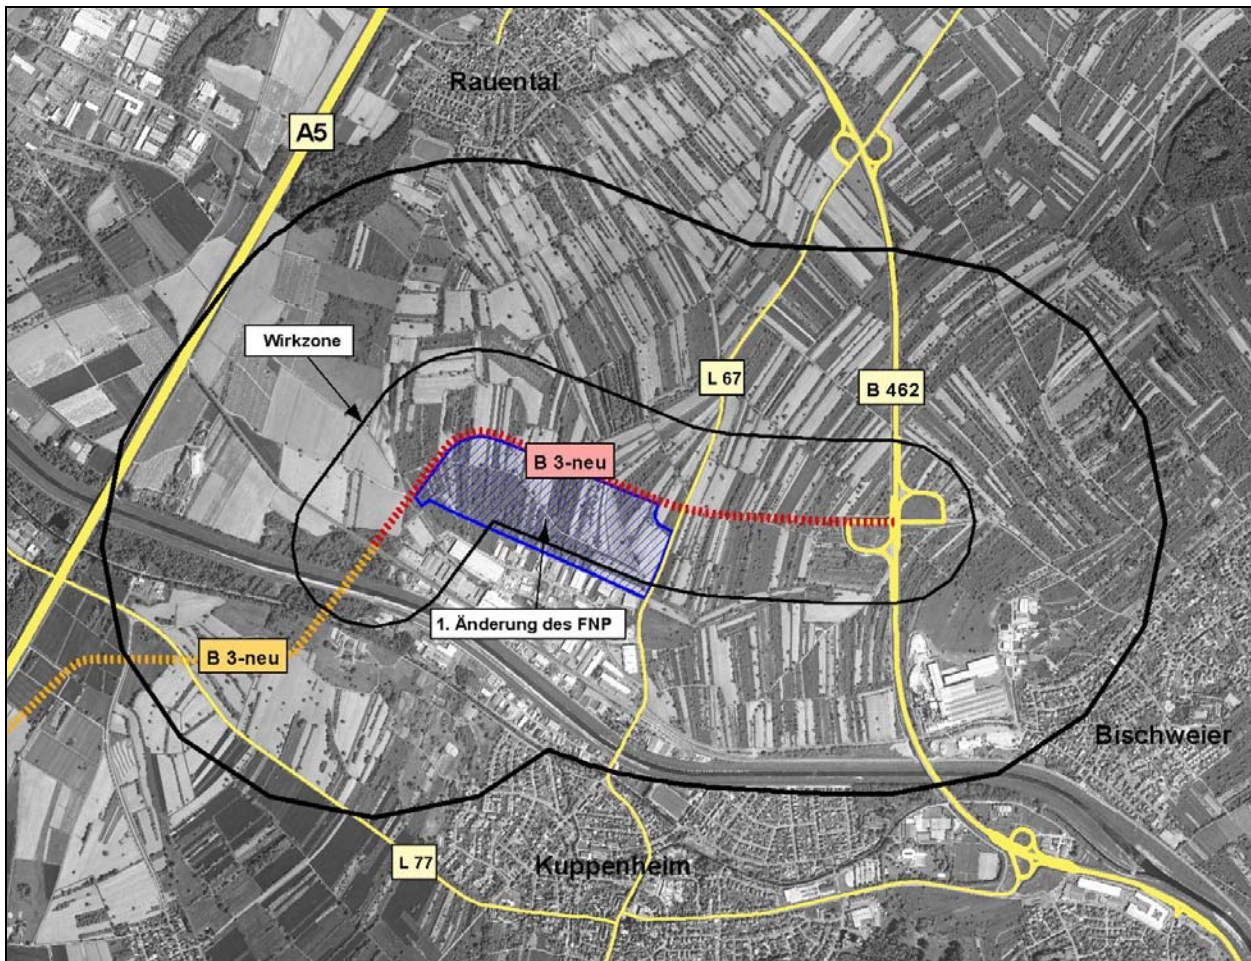 Rauental
A5
Wirkzone
L 67
B 462
B 3-neu
1. Änderung des FNP
B 3-neu
Bischweier
L 77
Kuppenheim